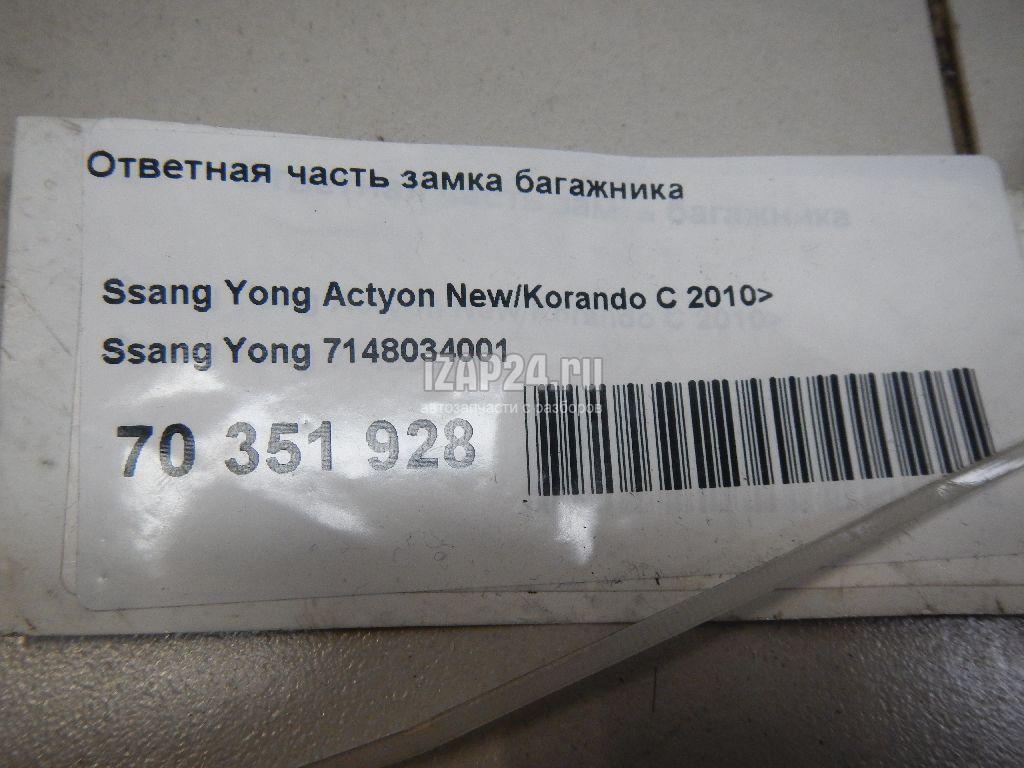 Ответная часть замка багажника
Ssang Yong Actyon New/Korando C 2010>
Ssang Yong 7148034001
IZAP24.ru
автозапчасти с разборов
70 351 928